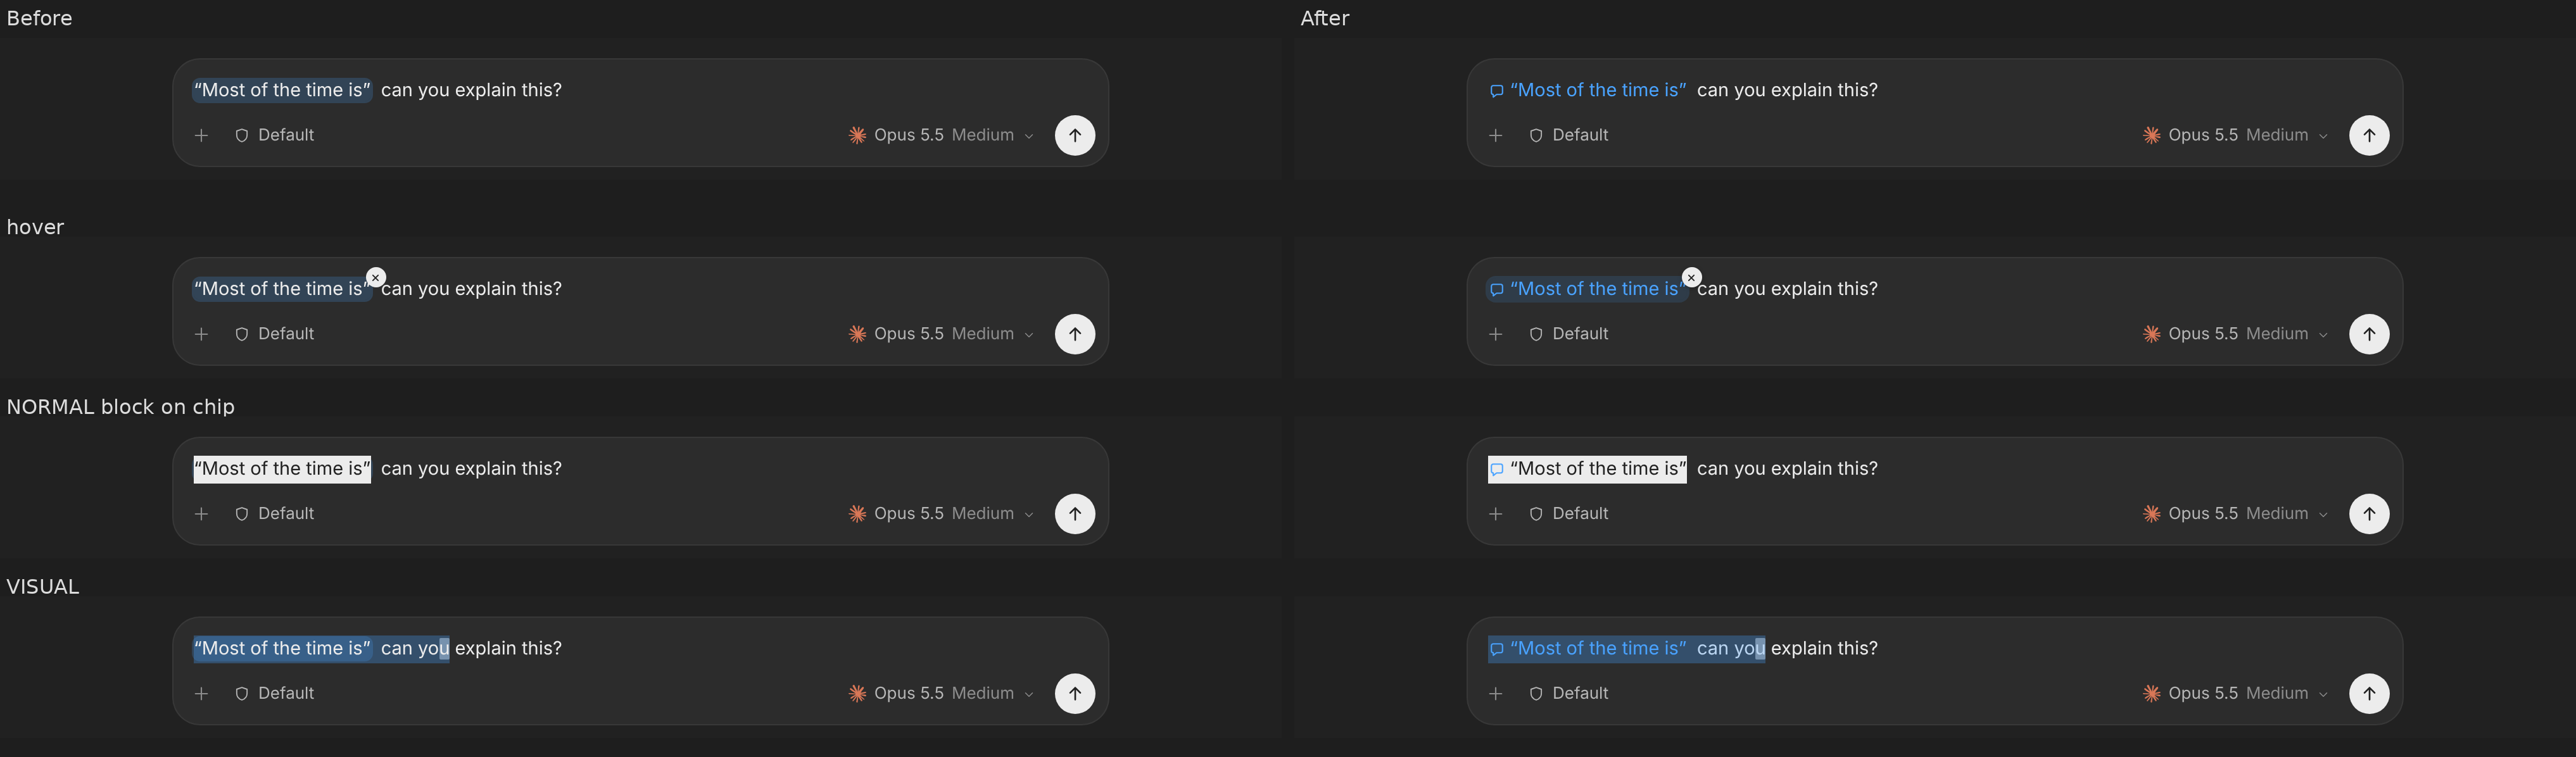 Before
After
“Most of the time is” can you explain this?
“Most of the time is” can you explain this?
Default
Opus 5.5 Medium
Default
Opus 5.5 Medium
hover
“Most of the time is” can you explain this?
“Most of the time is” can you explain this?
Default
Opus 5.5 Medium
Default
Opus 5.5 Medium
NORMAL block on chip
“Most of the time is” can you explain this?
“Most of the time is” can you explain this?
Default
Opus 5.5 Medium
Default
Opus 5.5 Medium
VISUAL
“Most of the time is” can you explain this?
“Most of the time is” can you explain this?
Default
Opus 5.5 Medium
Default
Opus 5.5 Medium